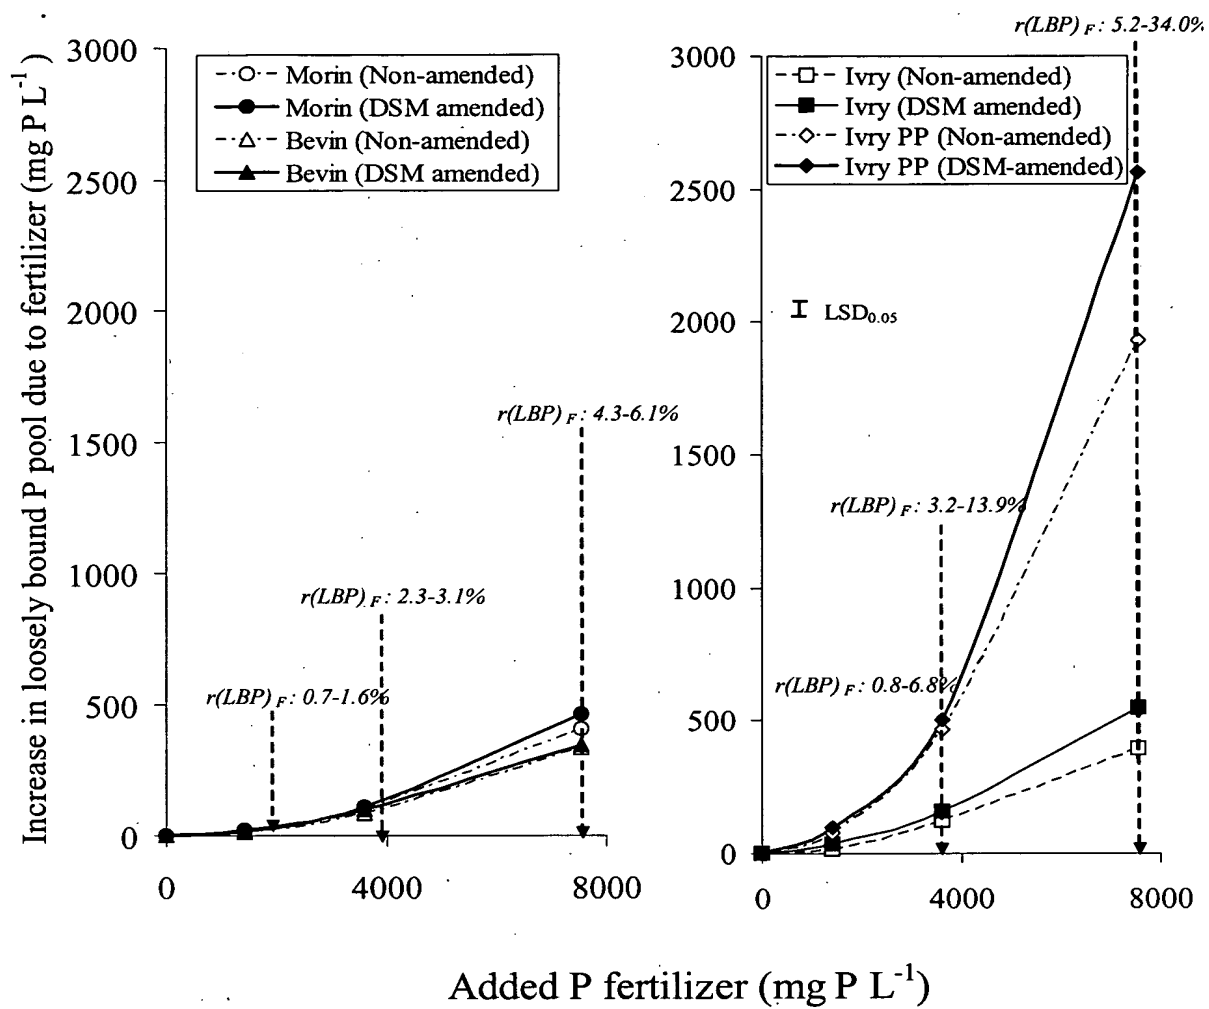 Increase in loosely bound P pool due to fertilizer (mg P L-1)
3000
2500
2000
1500
1000
500
0
0
4000
8000
Morin (Non-amended)
Morin (DSM amended)
Bevin (Non-amended)
Bevin (DSM amended)
r(LBP) F : 4.3-6.1%
r(LBP) F : 2.3-3.1%
r(LBP) F : 0.7-1.6%
r(LBP) F : 5.2-34.0%
3000
2500
2000
1500
1000
500
0
0
4000
8000
Ivry (Non-amended)
Ivry (DSM amended)
Ivry PP (Non-amended)
Ivry PP (DSM-amended)
LSD0.05
r(LBP) F : 3.2-13.9%
r(LBP) F : 0.8-6.8%
Added P fertilizer (mg P L-1)